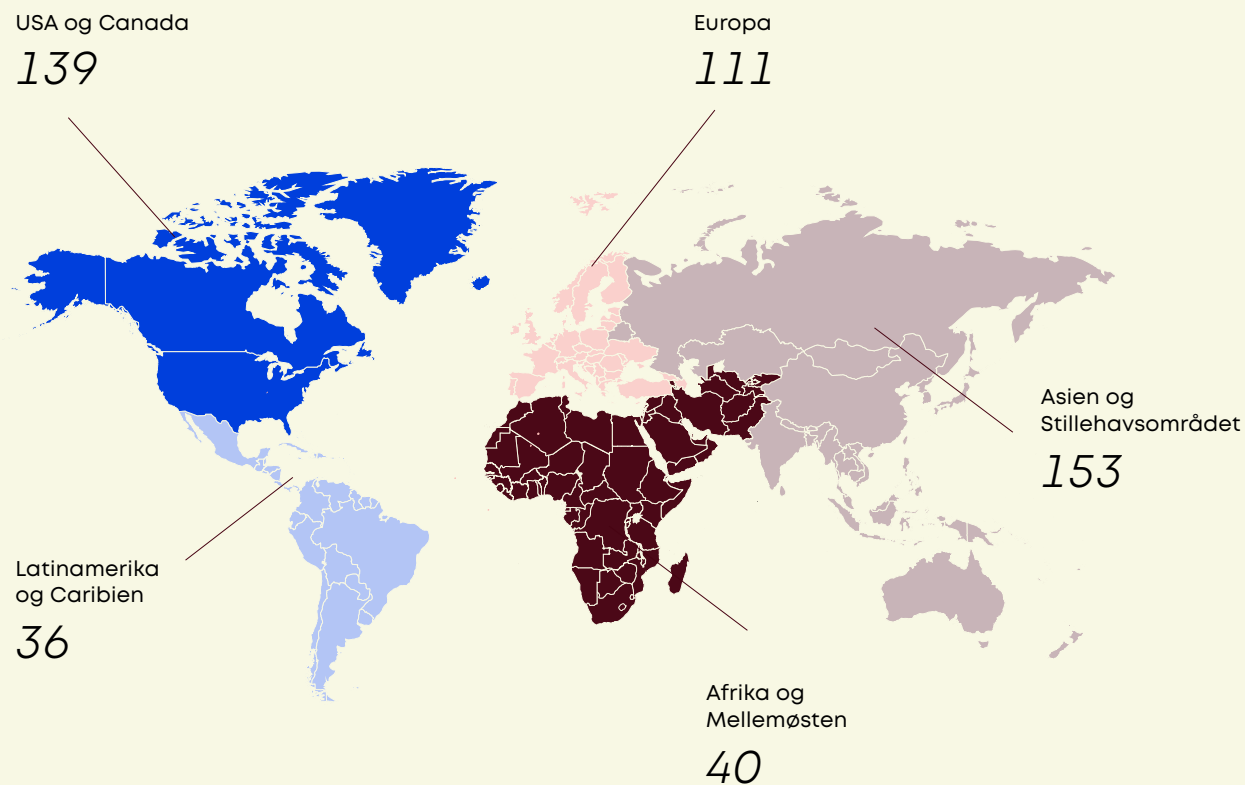 USA og Canada
139
Europa
111
Asien og
Stillehavsområdet
153
Latinamerika
og Caribien
36
Afrika og
Mellemøsten
40